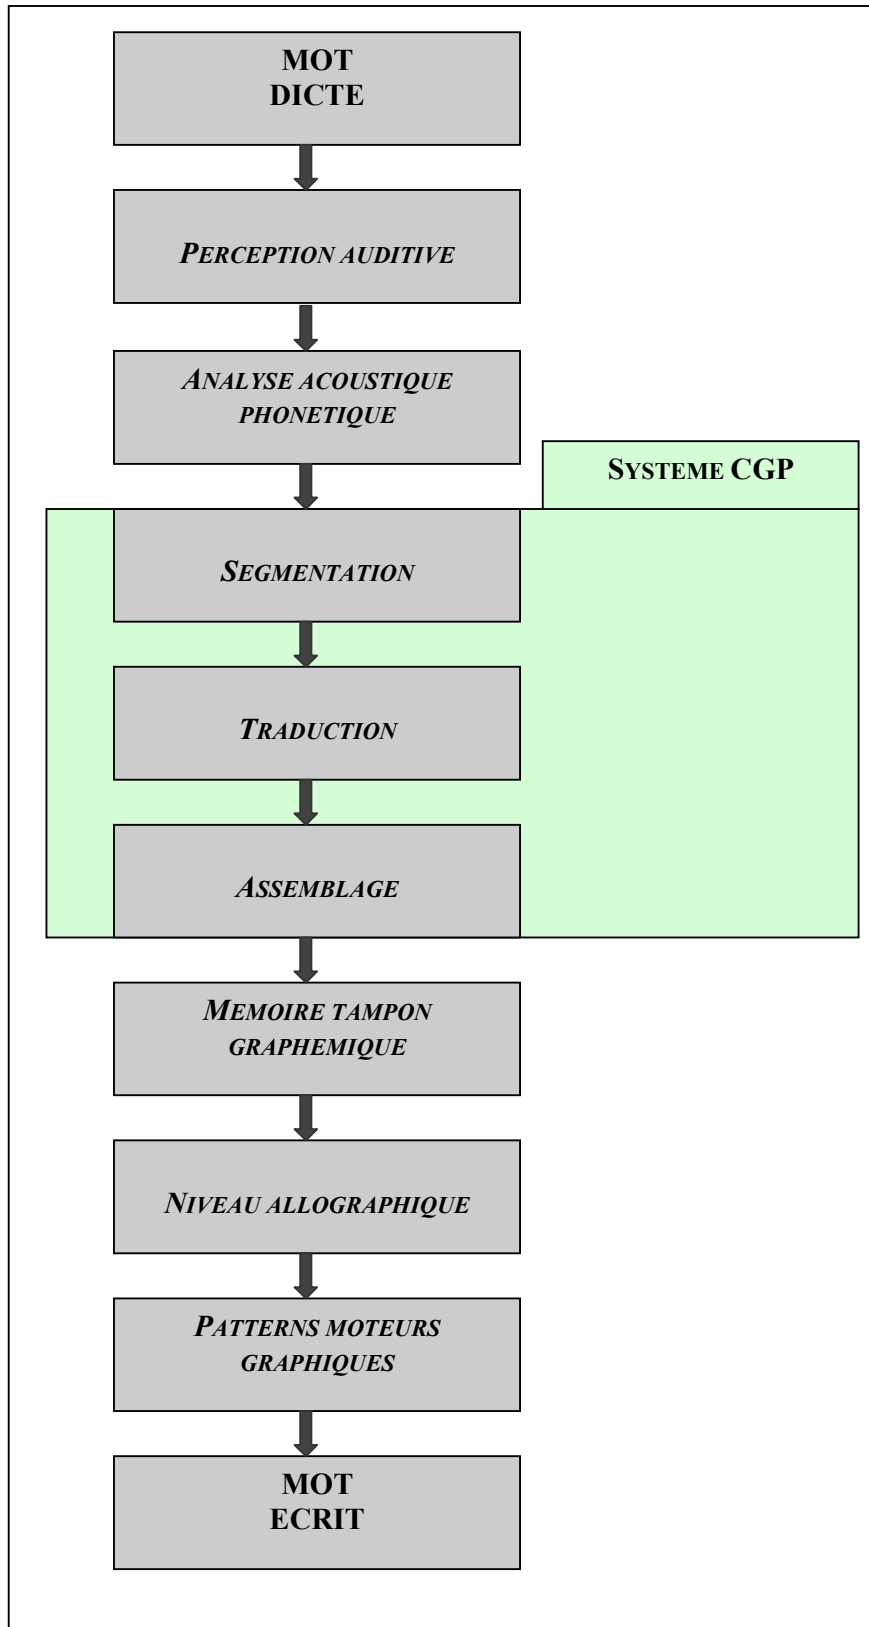 MOT
DICTE
PERCEPTION AUDITIVE
ANALYSE ACOUSTIQUE
PHONETIQUE
SYSTEME CGP
SEGMENTATION
TRADUCTION
ASSEMBLAGE
MEMOIRE TAMPON
GRAPHEMIQUE
NIVEAU ALLOGRAPHIQUE
PATTERNS MOTEURS
GRAPHIQUES
MOT
ECRIT